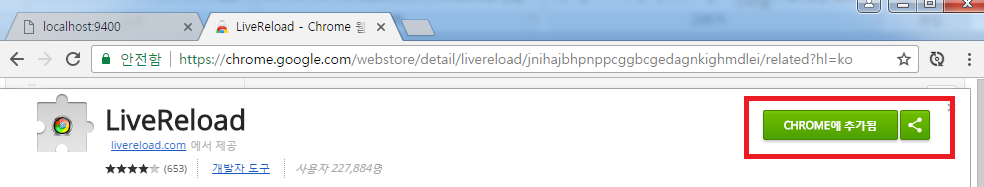 localhost:9400
LiveReload - Chrome 웹
안전함 https://chrome.google.com/webstore/detail/livereload/jnihajbhpnppcggbcgedagnkighmdlei/related?hl=ko
LiveReload
CHROME에 추가됨
livereload.com 에서 제공
(653) 개발자 도구 사용자 227,884명